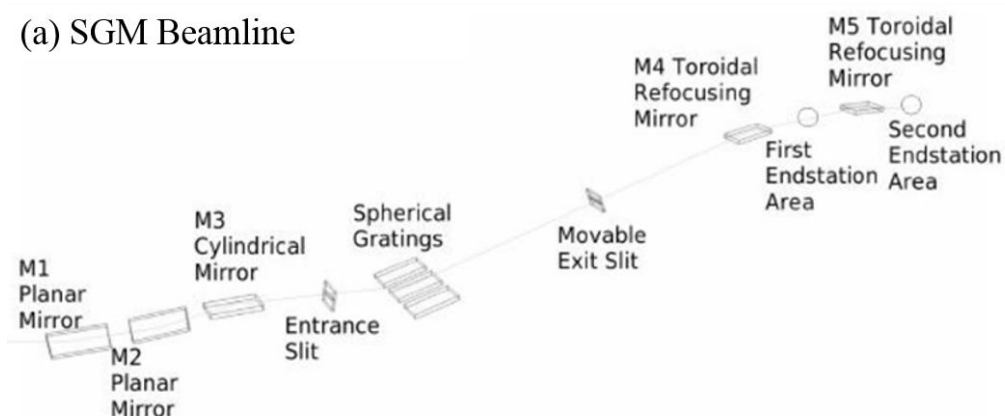 (a) SGM Beamline
M1
Planar
Mirror
M2
Planar
Mirror
M3
Cylindrical
Mirror
Entrance
Slit
Spherical
Gratings
Movable
Exit Slit
M4 Toroidal
Refocusing
Mirror
First
Endstation
Area
M5 Toroidal
Refocusing
Mirror
Second
Endstation
Area